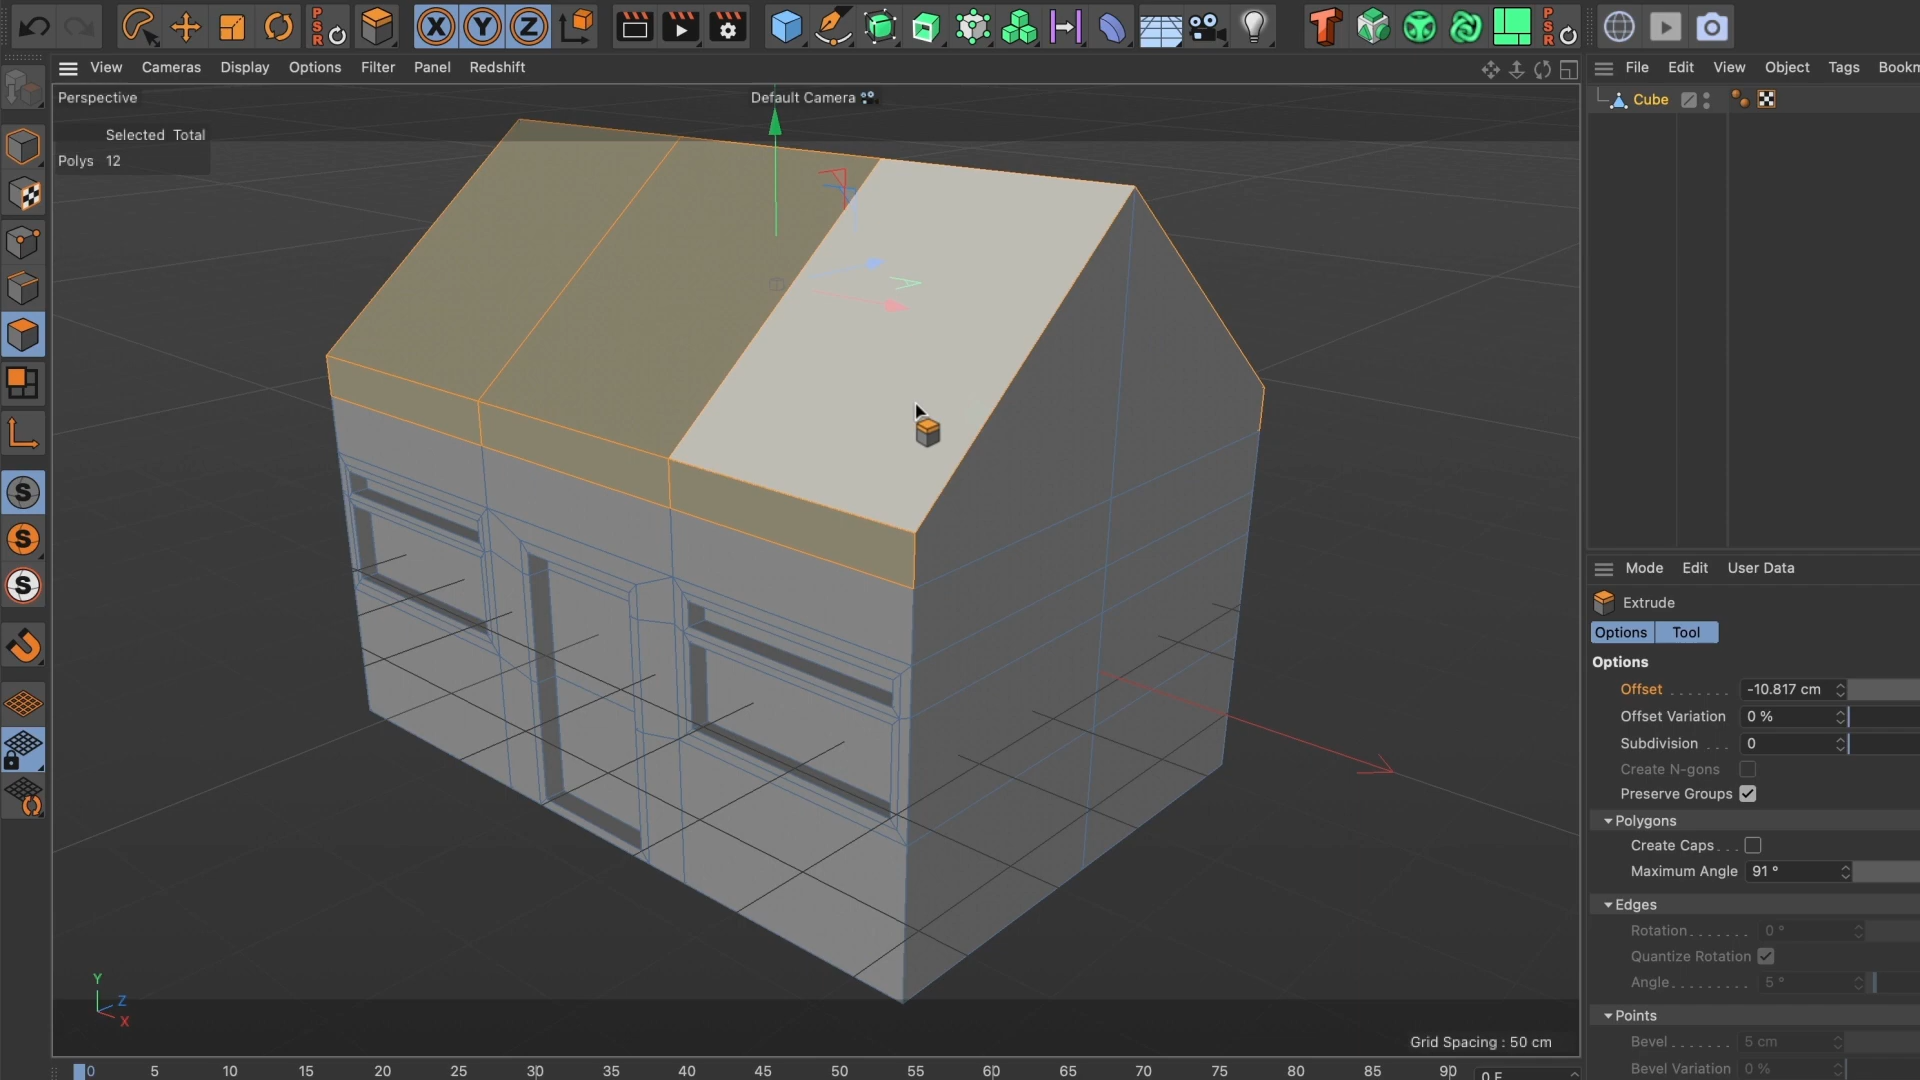 PSR
X Y Z
PSR
View Cameras Display Options Filter Panel Redshift
File Edit View Object Tags Bookm
Perspective
Default Camera
Cube
Selected Total
Polys 12
S
S
S
Mode Edit User Data
Extrude
Options Tool
Options
Offset . . . . . . . -10.817 cm
Offset Variation 0 %
Subdivision . . . 0
Create N-gons
Preserve Groups
Polygons
Create Caps . . .
Maximum Angle 91 °
Edges
Rotation . . . . . . . 0 °
Quantize Rotation
Angle . . . . . . . . . 5 °
Points
Bevel . . . . . . . 5 cm
Bevel Variation 0 %
Y
Z
X
Grid Spacing : 50 cm
0 5 10 15 20 25 30 35 40 45 50 55 60 65 70 75 80 85 90 0 F